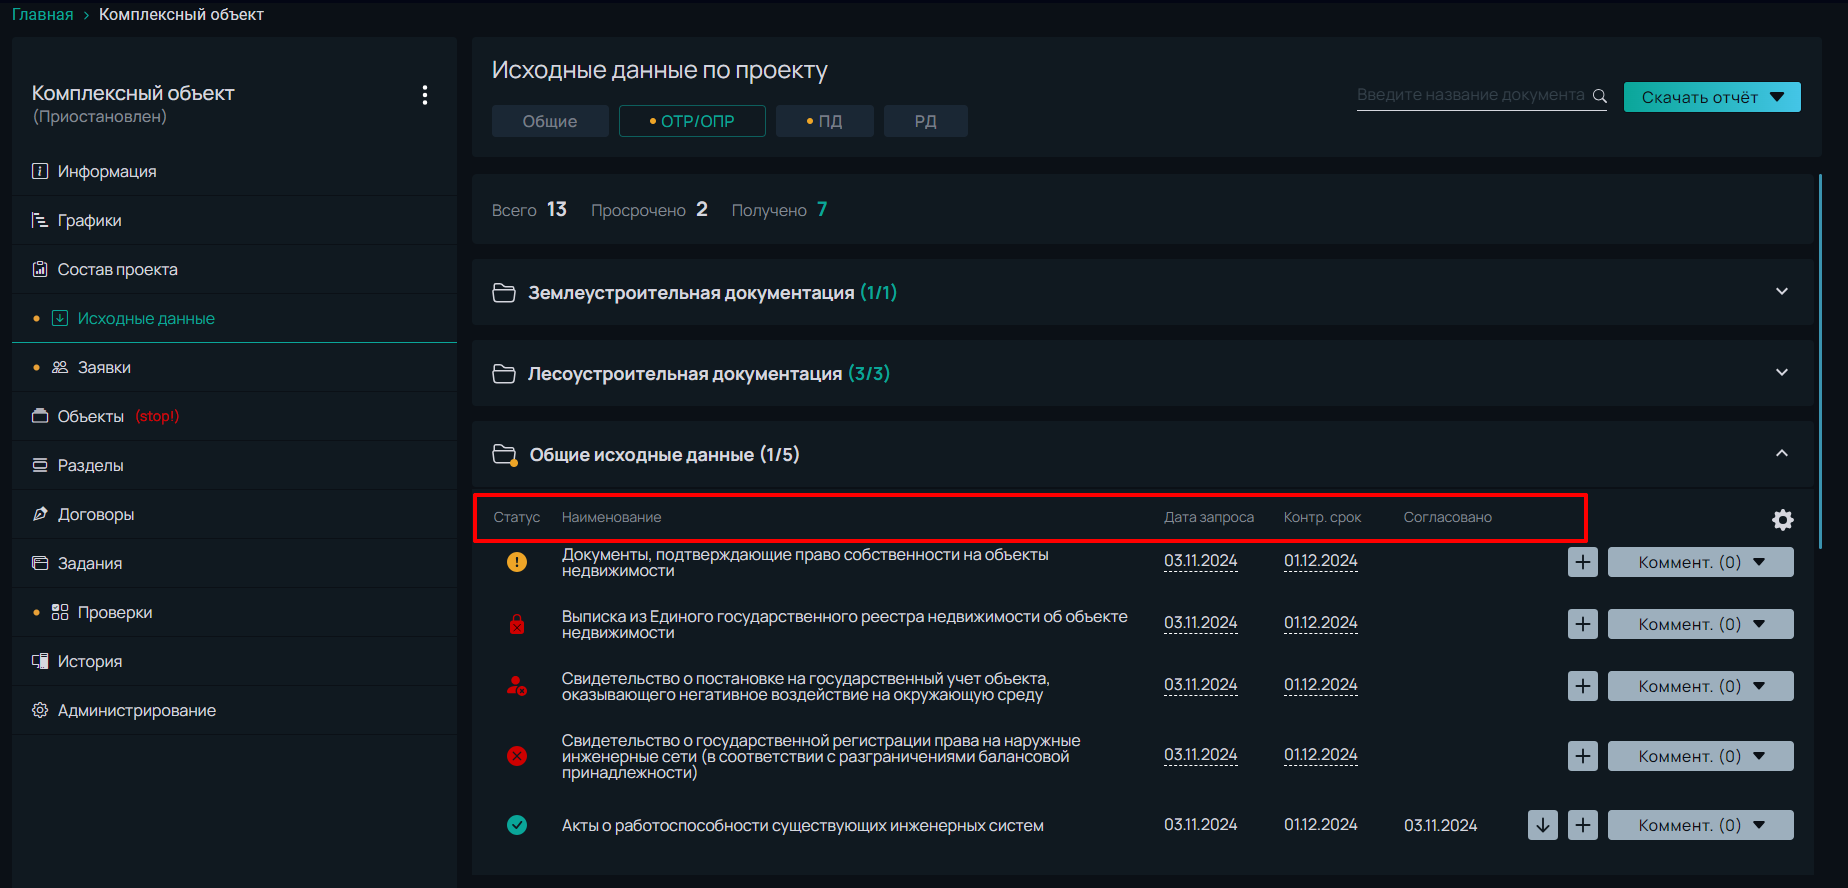 Главная › Комплексный объект
Комплексный объект
(Приостановлен)
Информация
Графики
Состав проекта
Исходные данные
Заявки
Объекты (stop!)
Разделы
Договоры
Задания
Проверки
История
Администрирование
Исходные данные по проекту
Введите название документа
Скачать отчёт
Общие
ОТР/ОПР
ПД
РД
Всего 13 Просрочено 2 Получено 7
Землеустроительная документация (1/1)
Лесоустроительная документация (3/3)
Общие исходные данные (1/5)
Статус Наименование Дата запроса Контр. срок Согласовано
Документы, подтверждающие право собственности на объекты
недвижимости
03.11.2024 01.12.2024 Коммент. (0)
Выписка из Единого государственного реестра недвижимости об объекте
недвижимости
03.11.2024 01.12.2024 Коммент. (0)
Свидетельство о постановке на государственный учет объекта,
оказывающего негативное воздействие на окружающую среду
03.11.2024 01.12.2024 Коммент. (0)
Свидетельство о государственной регистрации права на наружные
инженерные сети (в соответствии с разграничениями балансовой
принадлежности)
03.11.2024 01.12.2024 Коммент. (0)
Акты о работоспособности существующих инженерных систем 03.11.2024 01.12.2024 03.11.2024 Коммент. (0)